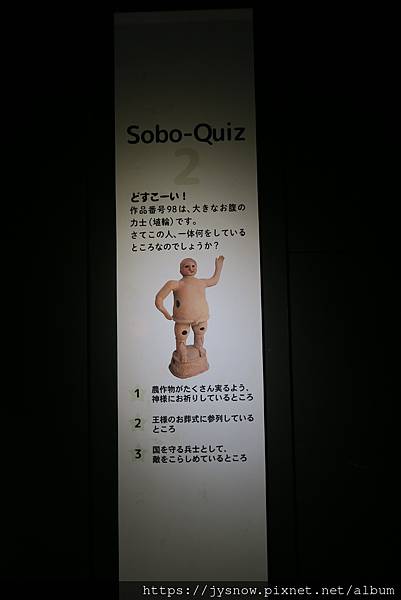 Sobo-Quiz
2
どすこーい！
作品番号98は、大きなお腹の
力士（埴輪）です。
さてこの人、一体何をしている
ところなのでしょうか？
1 農作物がたくさん実るよう、
神様にお祈りしているところ
2 王様のお葬式に参列している
ところ
3 国を守る兵士として、
敵をこらしめているところ
https://jysnow.pixnet.net/album